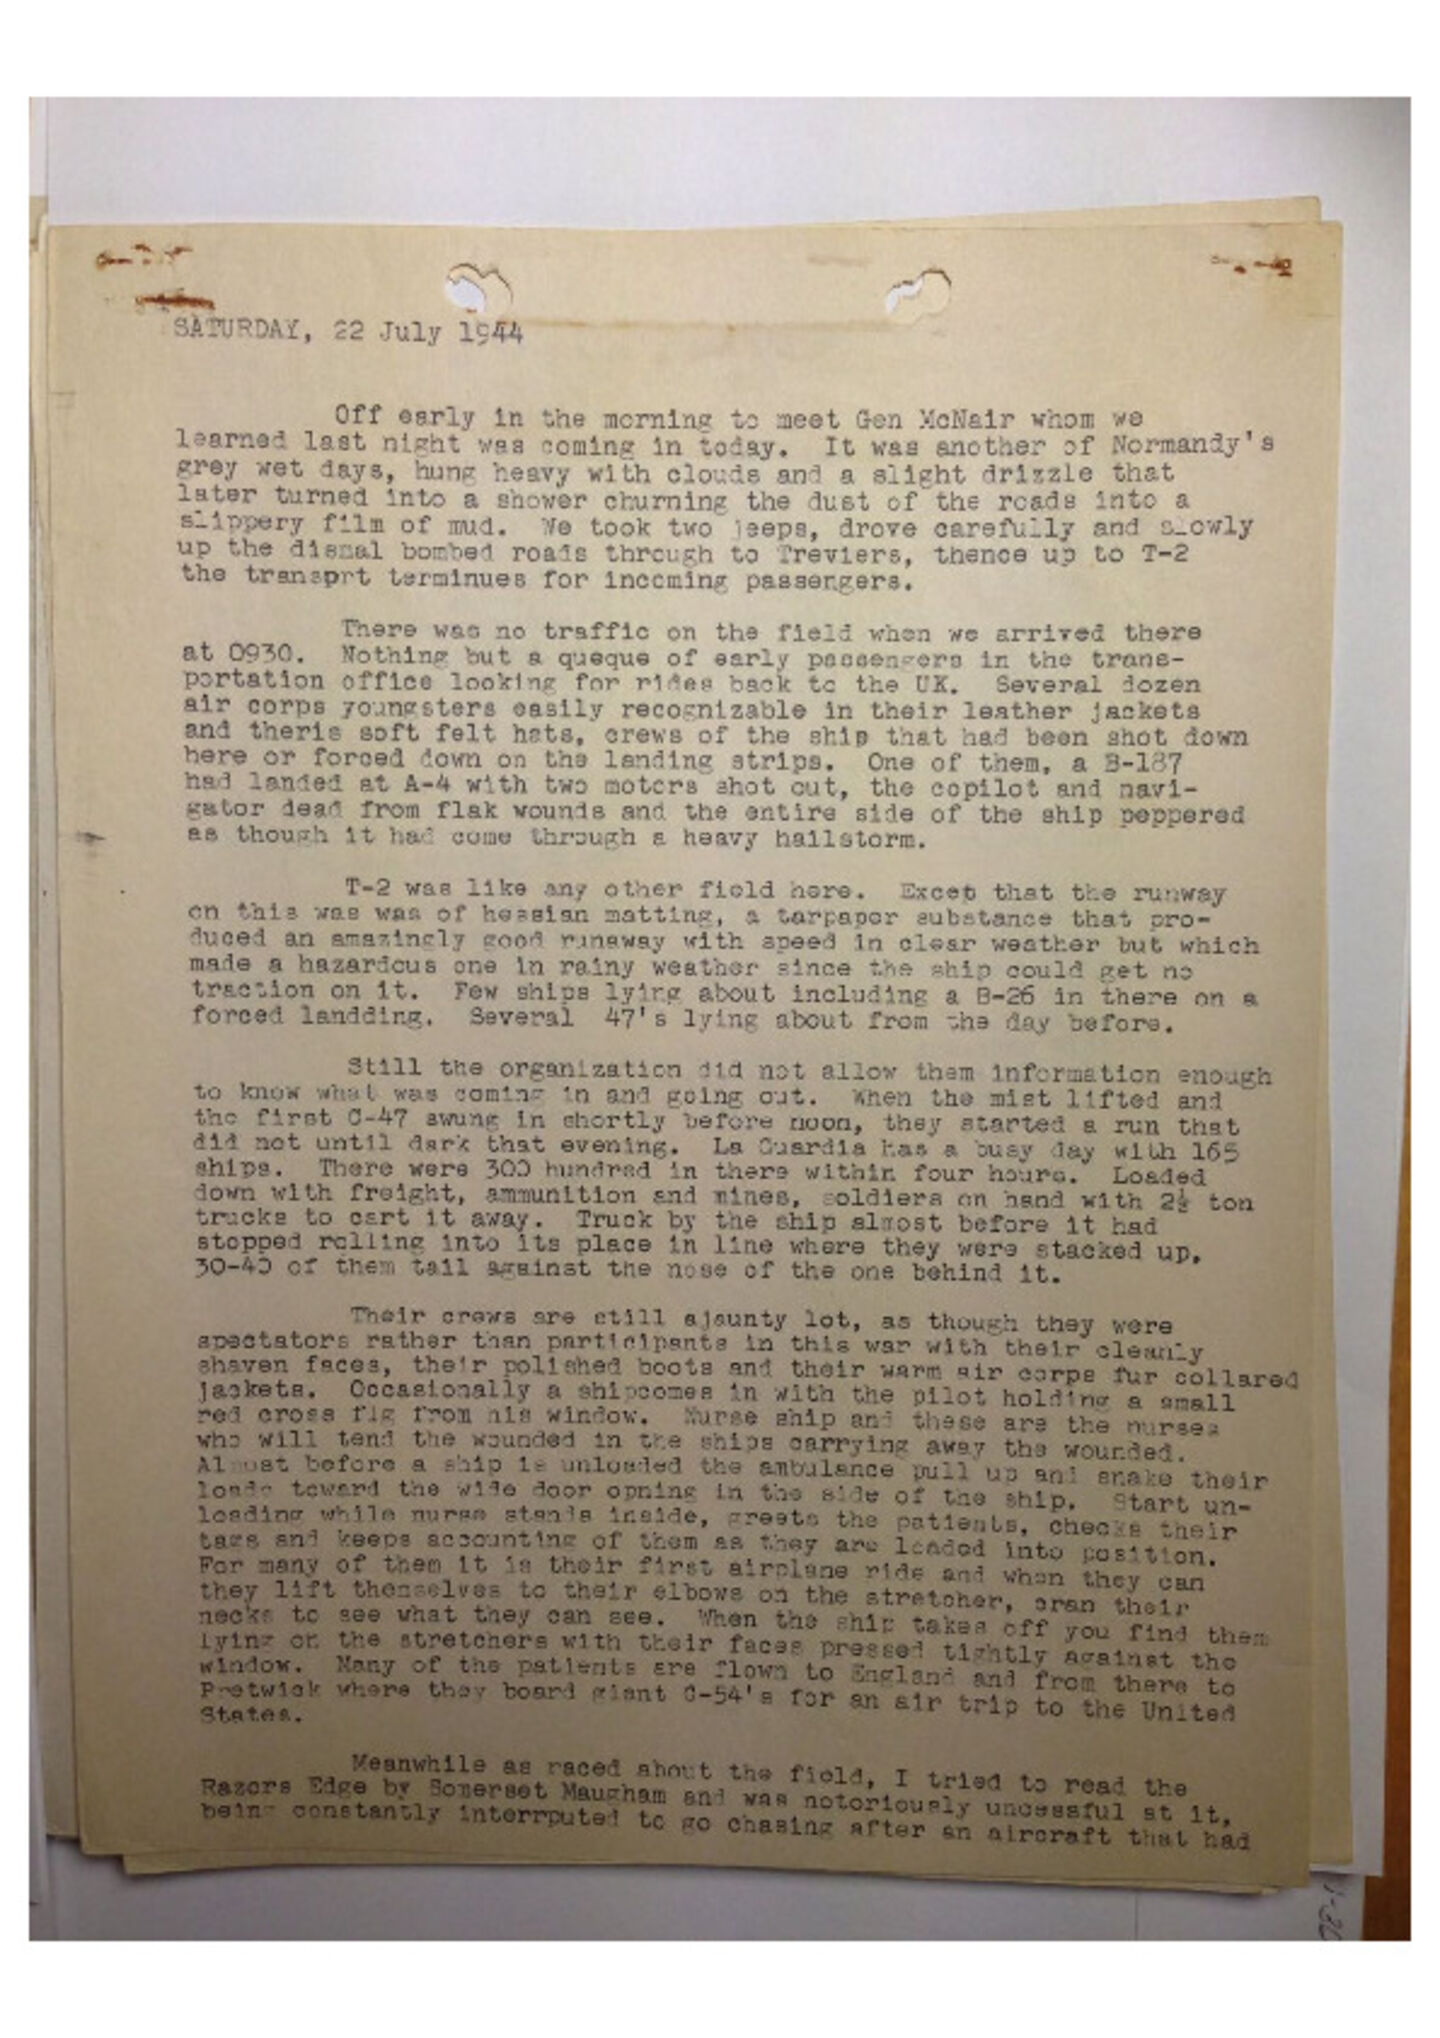 SATURDAY, 22 July 1944
Off early in the morning to meet Gen McNair whom we
learned last night was coming in today. It was another of Normandy's
grey wet days, hung heavy with clouds and a slight drizzle that
later turned into a shower churning the dust of the roads into a
slippery film of mud. We took two jeeps, drove carefully and slowly
up the dismal bombed roads through to Treviers, thence up to T-2
the transprt terminues for incoming passengers.
There was no traffic on the field when we arrived there
at 0930. Nothing but a queque of early passengers in the trans-
portation office looking for rides back to the UK. Several dozen
air corps youngsters easily recognizable in their leather jackets
and theris soft felt hats, crews of the ship that had been shot down
here or forced down on the landing strips. One of them, a B-187
had landed at A-4 with two motors shot out, the copilot and navi-
gator dead from flak wounds and the entire side of the ship peppered
as though it had come through a heavy hailstorm.
T-2 was like any other field here. Excet that the runway
on this was was of hessian matting, a tarpaper substance that pro-
duced an amazingly good runaway with speed in clear weather but which
made a hazardous one in rainy weather since the ship could get no
traction on it. Few ships lying about including a B-26 in there on a
forced landding. Several 47's lying about from the day before.
Still the organization did not allow them information enough
to know what was coming in and going out. When the mist lifted and
the first C-47 swung in shortly before noon, they started a run that
did not until dark that evening. La Guardia has a busy day with 165
ships. There were 300 hundred in there within four hours. Loaded
down with freight, ammunition and mines, soldiers on hand with 2½ ton
trucks to cart it away. Truck by the ship almost before it had
stopped rolling into its place in line where they were stacked up,
30-40 of them tail against the nose of the one behind it.
Their crews are still ajaunty lot, as though they were
spectators rather than participants in this war with their cleanly
shaven faces, their polished boots and their warm air corps fur collared
jackets. Occasionally a shipcomes in with the pilot holding a small
red cross flg from his window. Nurse ship and these are the nurses
who will tend the wounded in the ships carrying away the wounded.
Almost before a ship is unloaded the ambulance pull up and snake their
loads toward the wide door opning in the side of the ship. Start un-
loading while nurse stands inside, greets the patients, checks their
tags and keeps accounting of them as they are loaded into position.
For many of them it is their first airplane ride and when they can
they lift themselves to their elbows on the stretcher, cran their
necks to see what they can see. When the ship takes off you find them
lying on the stretchers with their faces pressed tightly against the
window. Many of the patients are flown to England and from there to
Pretwick where they board giant C-54's for an air trip to the United
States.
Meanwhile as raced about the field, I tried to read the
Razors Edge by Somerset Maugham and was notoriously uncessful at it,
being constantly interrputed to go chasing after an aircraft that had